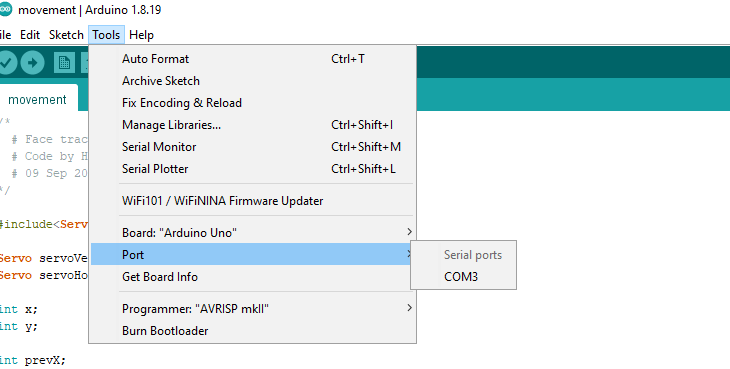 movement | Arduino 1.8.19
ile Edit Sketch Tools Help
Auto Format Ctrl+T
Archive Sketch
Fix Encoding & Reload
Manage Libraries... Ctrl+Shift+I
Serial Monitor Ctrl+Shift+M
Serial Plotter Ctrl+Shift+L
WiFi101 / WiFiNINA Firmware Updater
Board: "Arduino Uno"
Port
Get Board Info
Programmer: "AVRISP mkII"
Burn Bootloader
Serial ports
COM3
movement
/*
# Face trac
# Code by H
# 09 Sep 20
*/
#include<Serv
Servo servoVe
Servo servoHo
int x;
int y;
int prevX;